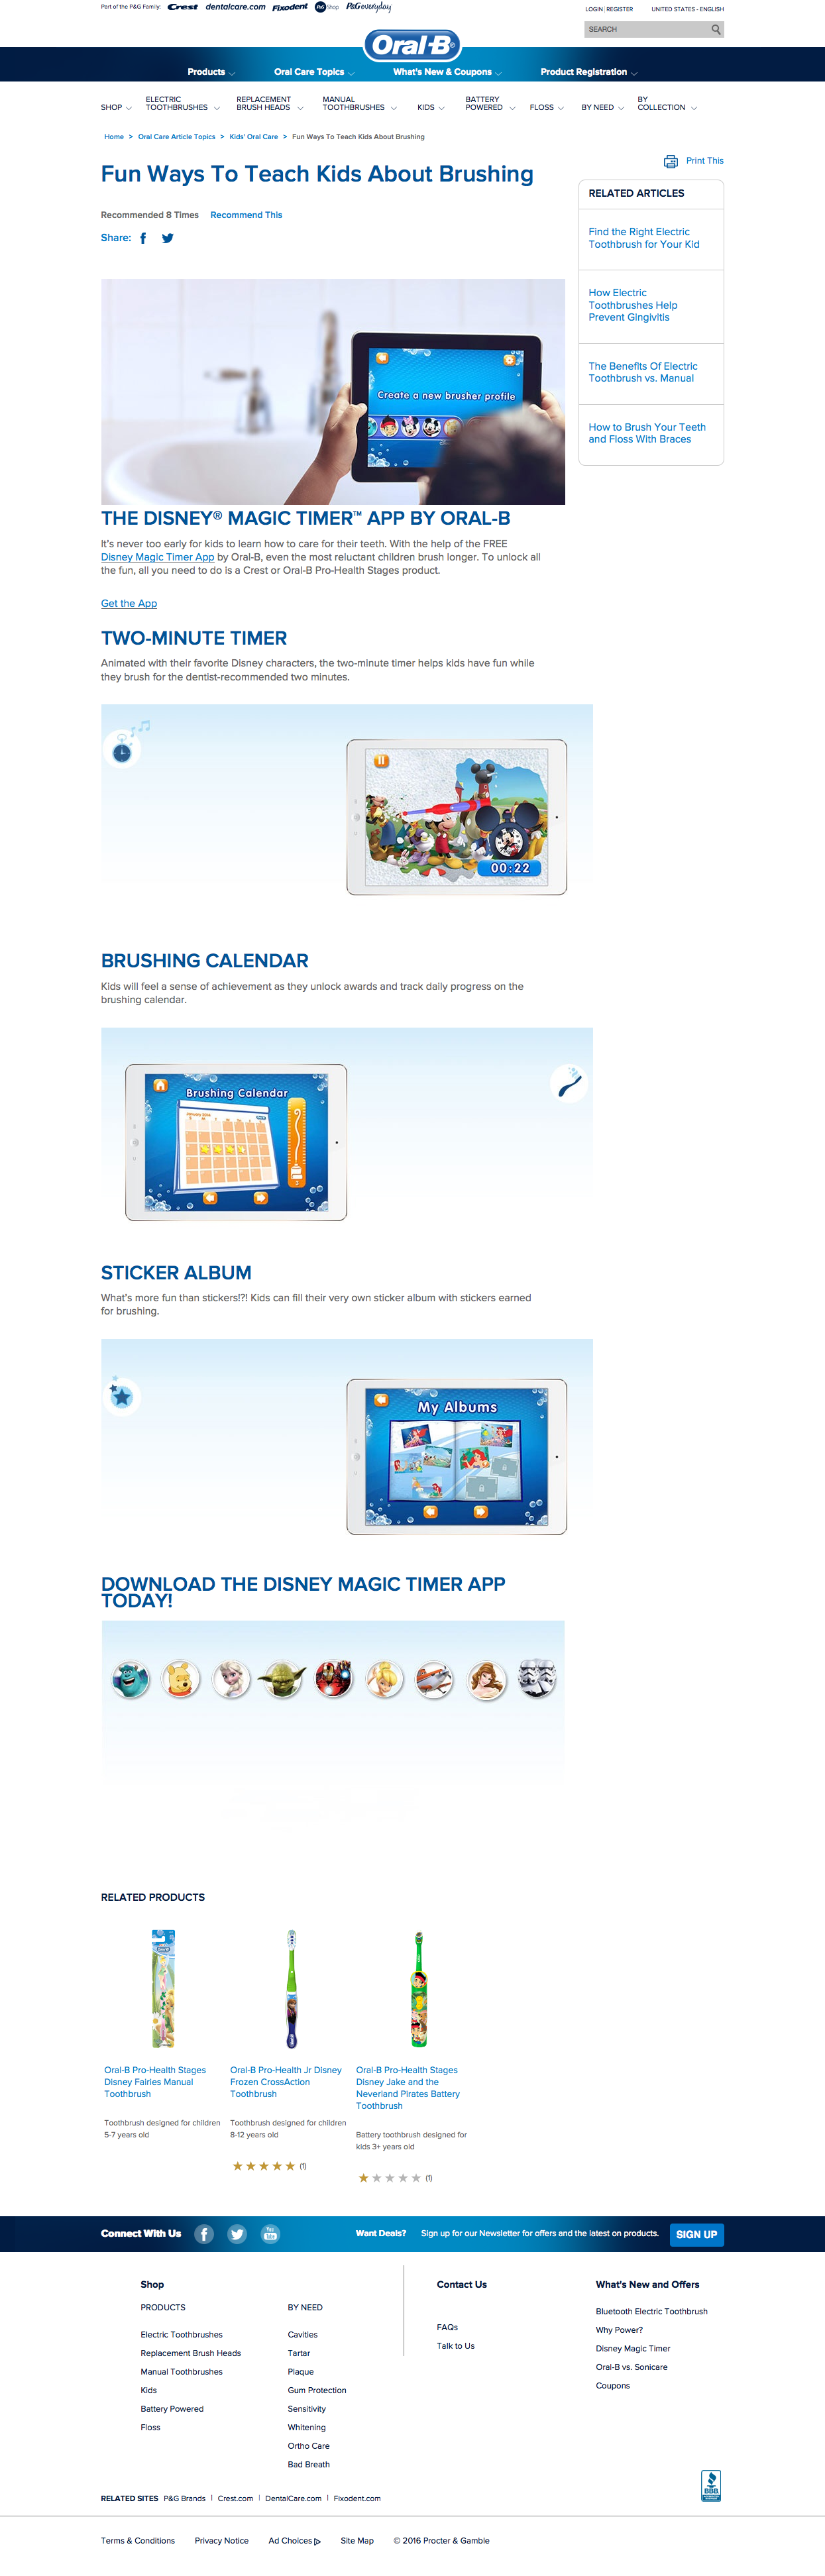 Part of the P&G Family: Crest dentalcare.com Fixodent P&G Shop P&G everyday
LOGIN | REGISTER UNITED STATES - ENGLISH
SEARCH
Oral-B®
Products Oral Care Topics What's New & Coupons Product Registration
SHOP ELECTRIC TOOTHBRUSHES REPLACEMENT BRUSH HEADS MANUAL TOOTHBRUSHES KIDS BATTERY POWERED FLOSS BY NEED BY COLLECTION
Home > Oral Care Article Topics > Kids' Oral Care > Fun Ways To Teach Kids About Brushing
Print This
Fun Ways To Teach Kids About Brushing
Recommended 8 Times Recommend This
Share:
RELATED ARTICLES
Find the Right Electric
Toothbrush for Your Kid
How Electric
Toothbrushes Help
Prevent Gingivitis
The Benefits Of Electric
Toothbrush vs. Manual
How to Brush Your Teeth
and Floss With Braces
Create a new brusher profile
THE DISNEY® MAGIC TIMER™ APP BY ORAL-B
It's never too early for kids to learn how to care for their teeth. With the help of the FREE
Disney Magic Timer App by Oral-B, even the most reluctant children brush longer. To unlock all
the fun, all you need to do is a Crest or Oral-B Pro-Health Stages product.
Get the App
TWO-MINUTE TIMER
Animated with their favorite Disney characters, the two-minute timer helps kids have fun while
they brush for the dentist-recommended two minutes.
00:22
BRUSHING CALENDAR
Kids will feel a sense of achievement as they unlock awards and track daily progress on the
brushing calendar.
Brushing Calendar
January 2014
3
STICKER ALBUM
What's more fun than stickers!?! Kids can fill their very own sticker album with stickers earned
for brushing.
My Albums
DOWNLOAD THE DISNEY MAGIC TIMER APP
TODAY!
RELATED PRODUCTS
Oral-B
Oral-B Pro-Health Stages
Disney Fairies Manual
Toothbrush
Toothbrush designed for children
5-7 years old
Oral-B Pro-Health Jr Disney
Frozen CrossAction
Toothbrush
Toothbrush designed for children
8-12 years old
(1)
Oral-B Pro-Health Stages
Disney Jake and the
Neverland Pirates Battery
Toothbrush
Battery toothbrush designed for
kids 3+ years old
(1)
Connect With Us You Tube Want Deals? Sign up for our Newsletter for offers and the latest on products. SIGN UP
Shop
PRODUCTS
Electric Toothbrushes
Replacement Brush Heads
Manual Toothbrushes
Kids
Battery Powered
Floss
BY NEED
Cavities
Tartar
Plaque
Gum Protection
Sensitivity
Whitening
Ortho Care
Bad Breath
Contact Us
FAQs
Talk to Us
What's New and Offers
Bluetooth Electric Toothbrush
Why Power?
Disney Magic Timer
Oral-B vs. Sonicare
Coupons
BBB
RELATED SITES P&G Brands | Crest.com | DentalCare.com | Fixodent.com
Terms & Conditions Privacy Notice Ad Choices Site Map © 2016 Procter & Gamble